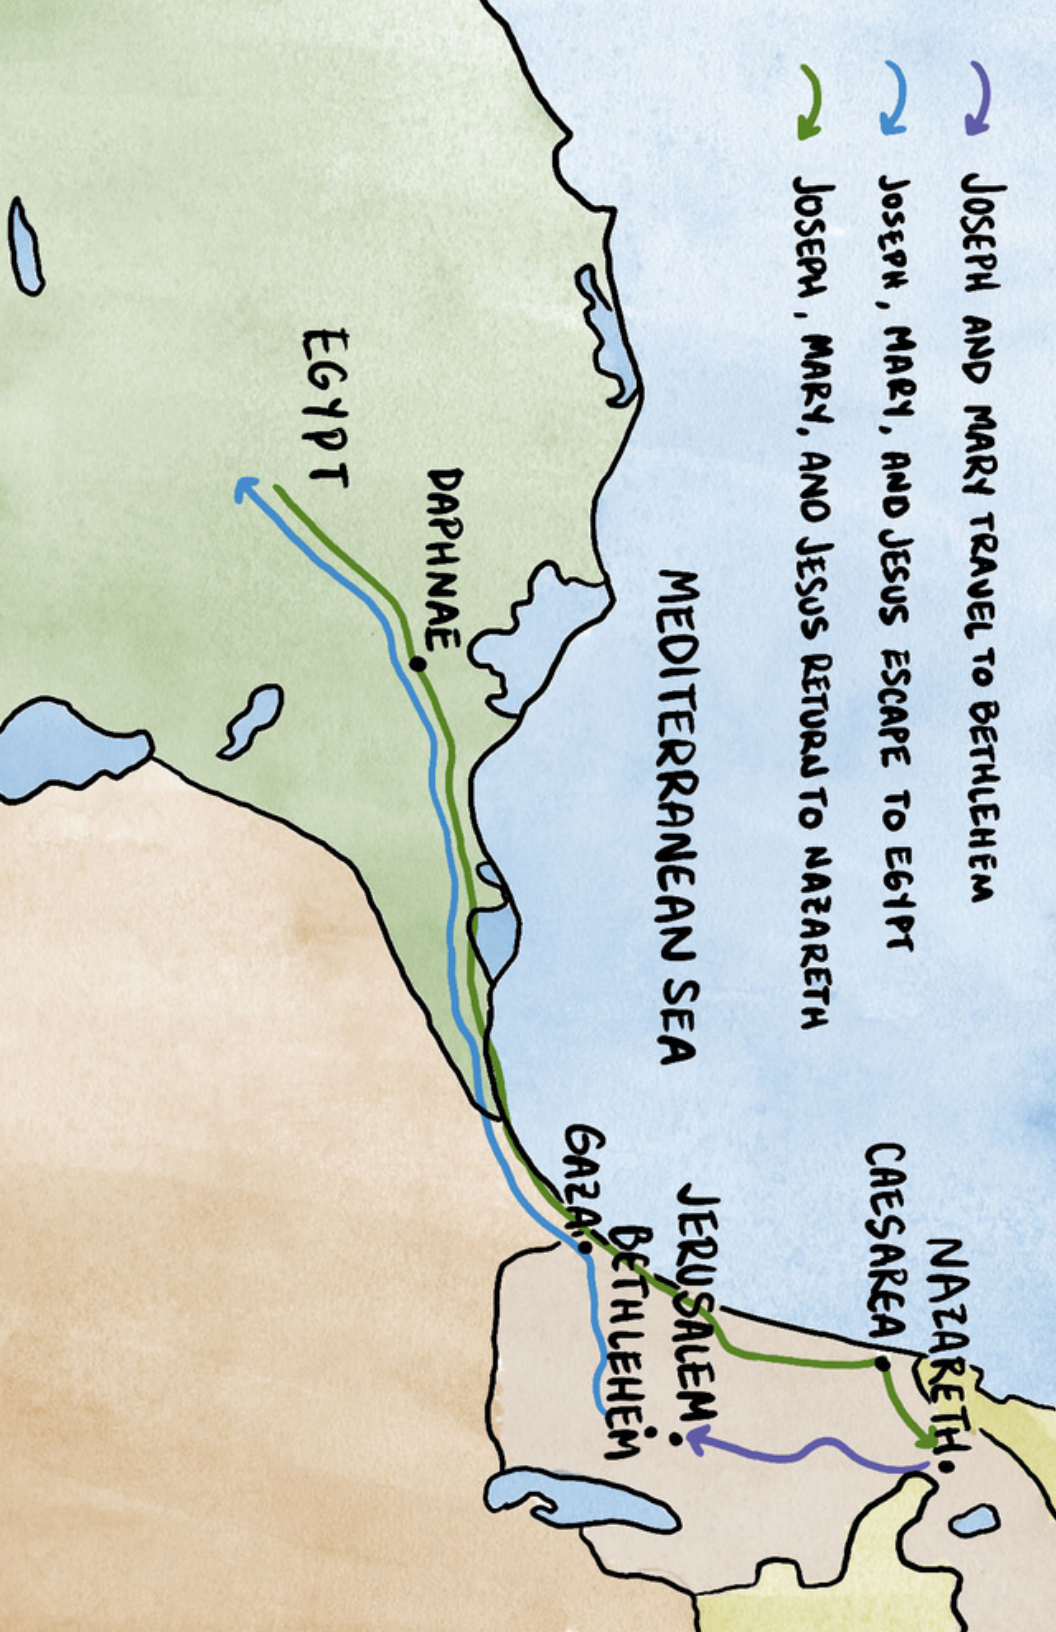 JOSEPH AND MARY TRAVEL TO BETHLEHEM
JOSEPH, MARY, AND JESUS ESCAPE TO EGYPT
JOSEPH, MARY, AND JESUS RETURN TO NAZARETH
NAZARETH
CAESAREA
MEDITERRANEAN SEA
JERUSALEM
BETHLEHEM
GAZA
DAPHNAE
EGYPT